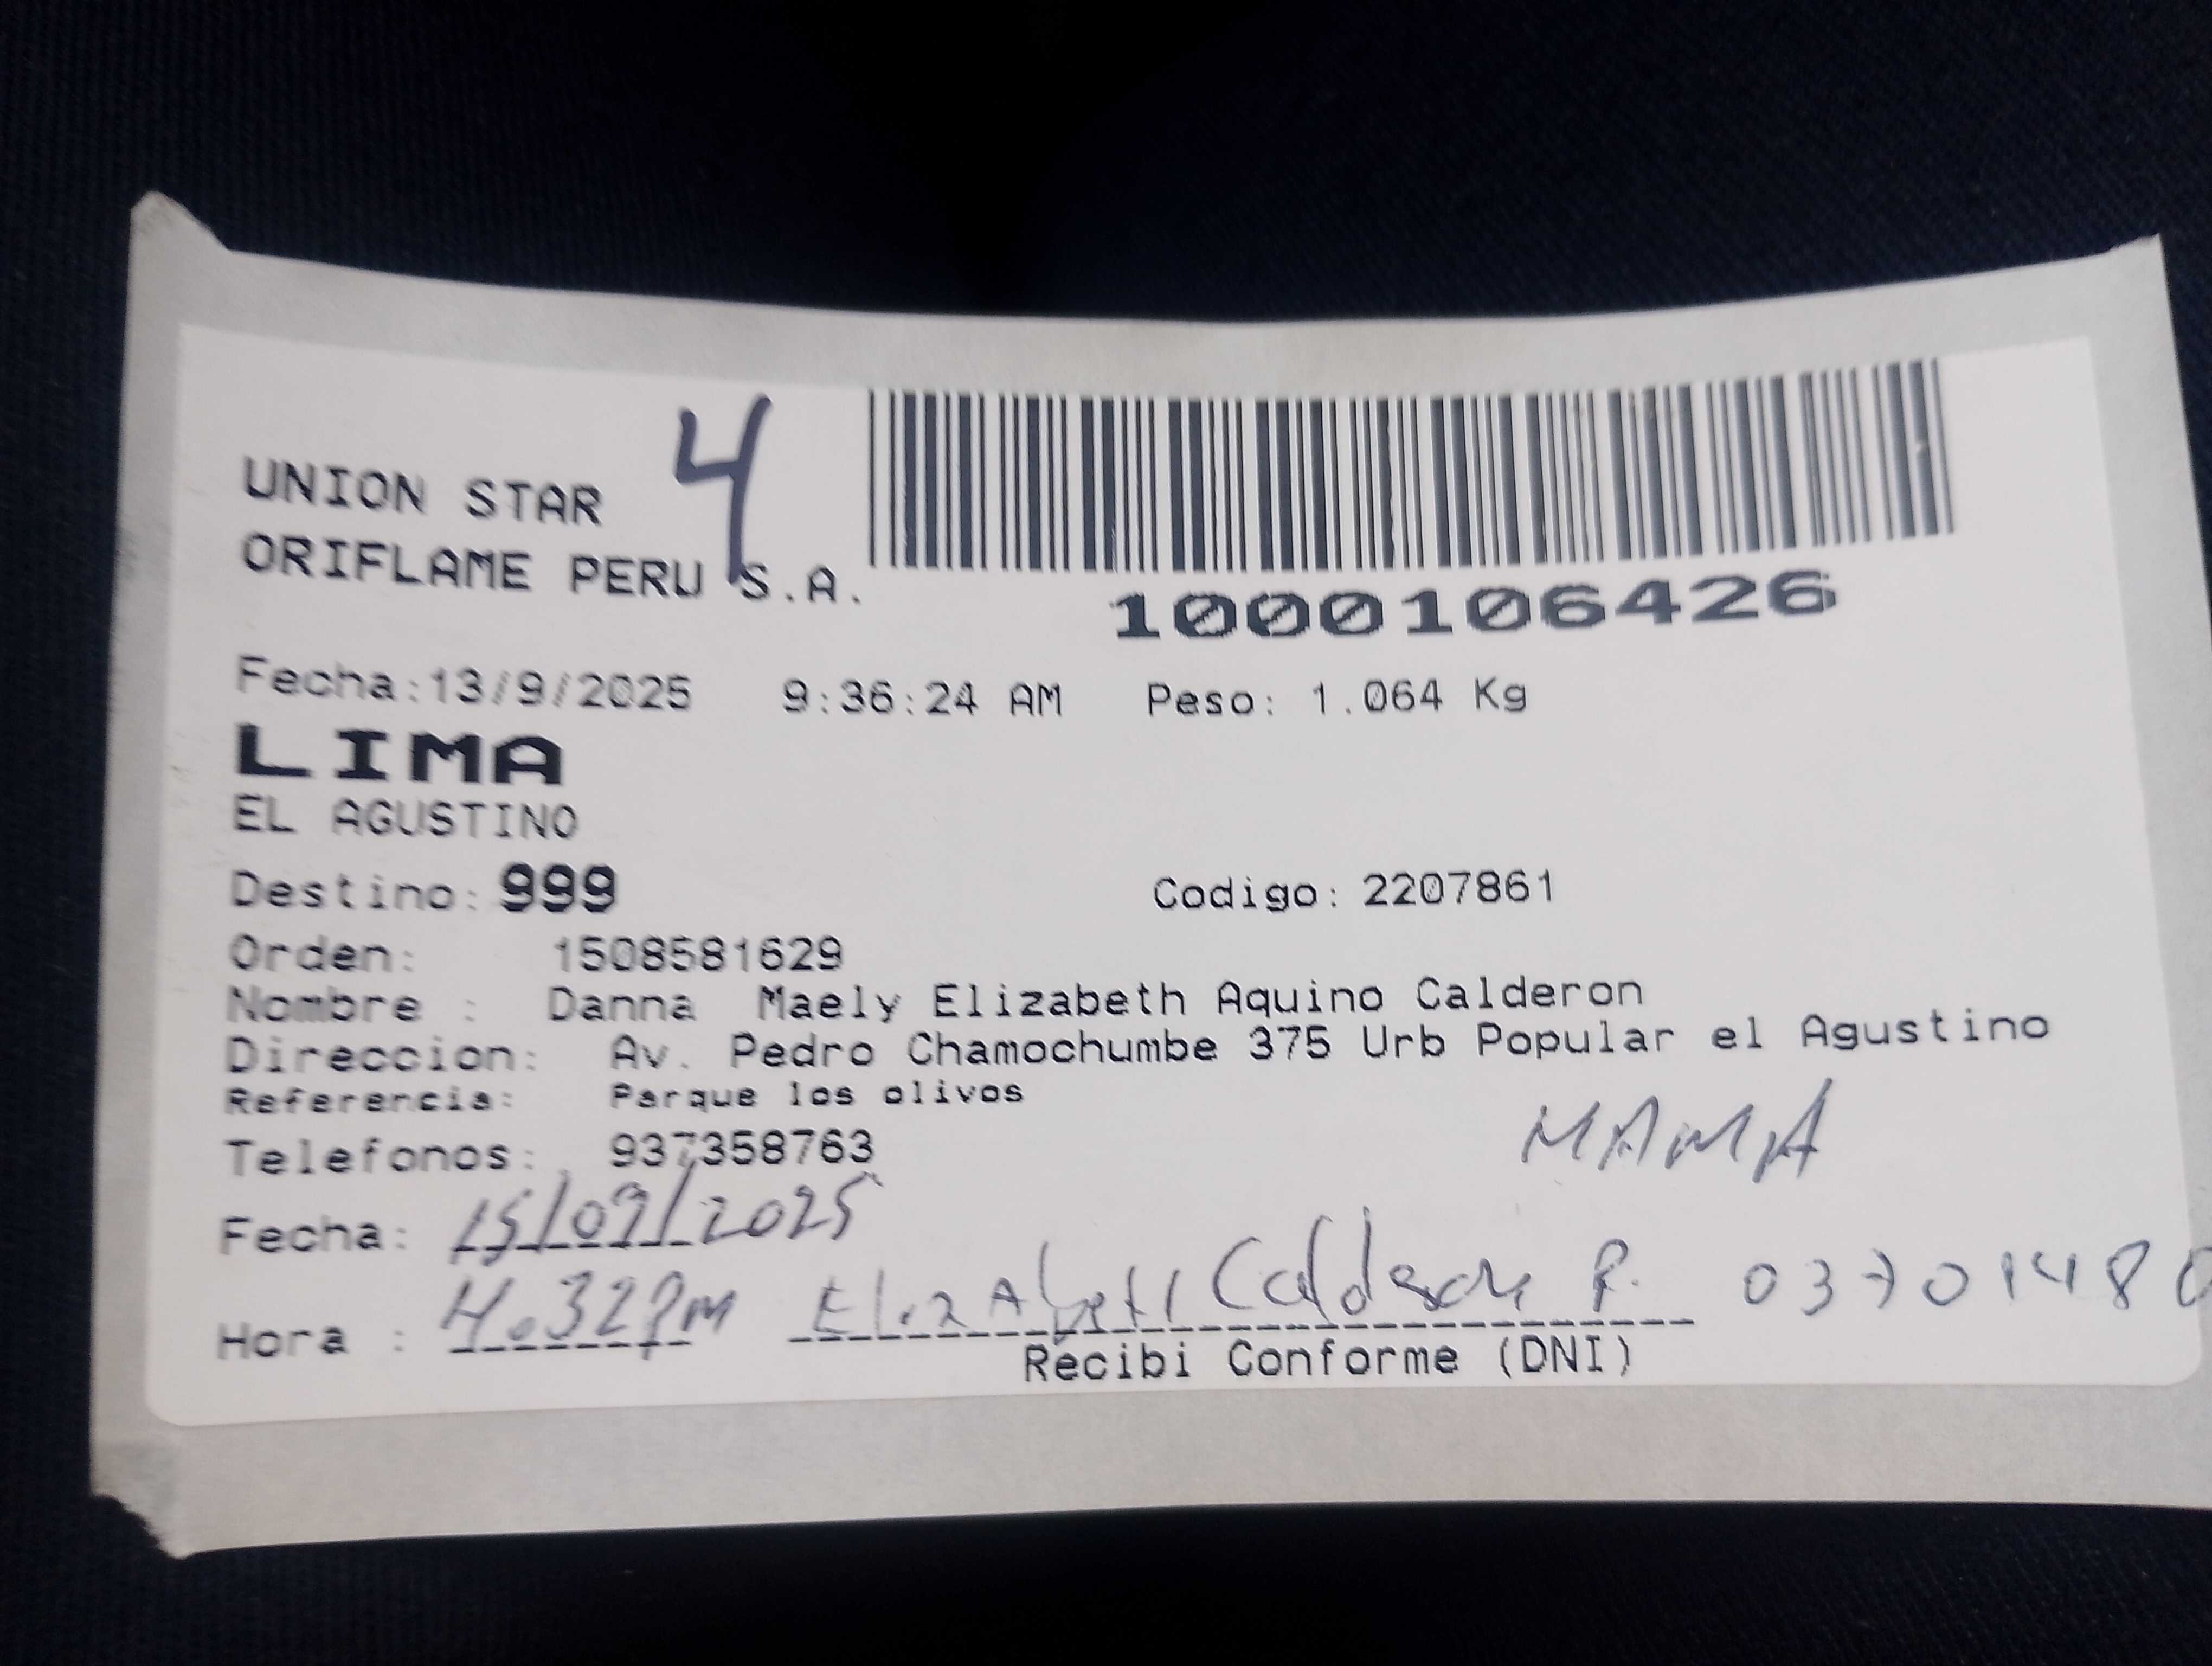 4
UNION STAR
ORIFLAME PERU S.A.
1000106426
Fecha:13/9/2025 9:36:24 AM Peso: 1.064 Kg
LIMA
EL AGUSTINO
Destino: 999 Codigo: 2207861
Orden: 1508581629
Nombre : Danna Maely Elizabeth Aquino Calderon
Direccion: Av. Pedro Chamochumbe 375 Urb Popular el Agustino
Referencia: Parque los olivos
MAMA
Telefonos: 937358763
Fecha: 15/09/2025
Hora : 4.32Pm Elizabeth Calderon P. 03701480
Recibi Conforme (DNI)